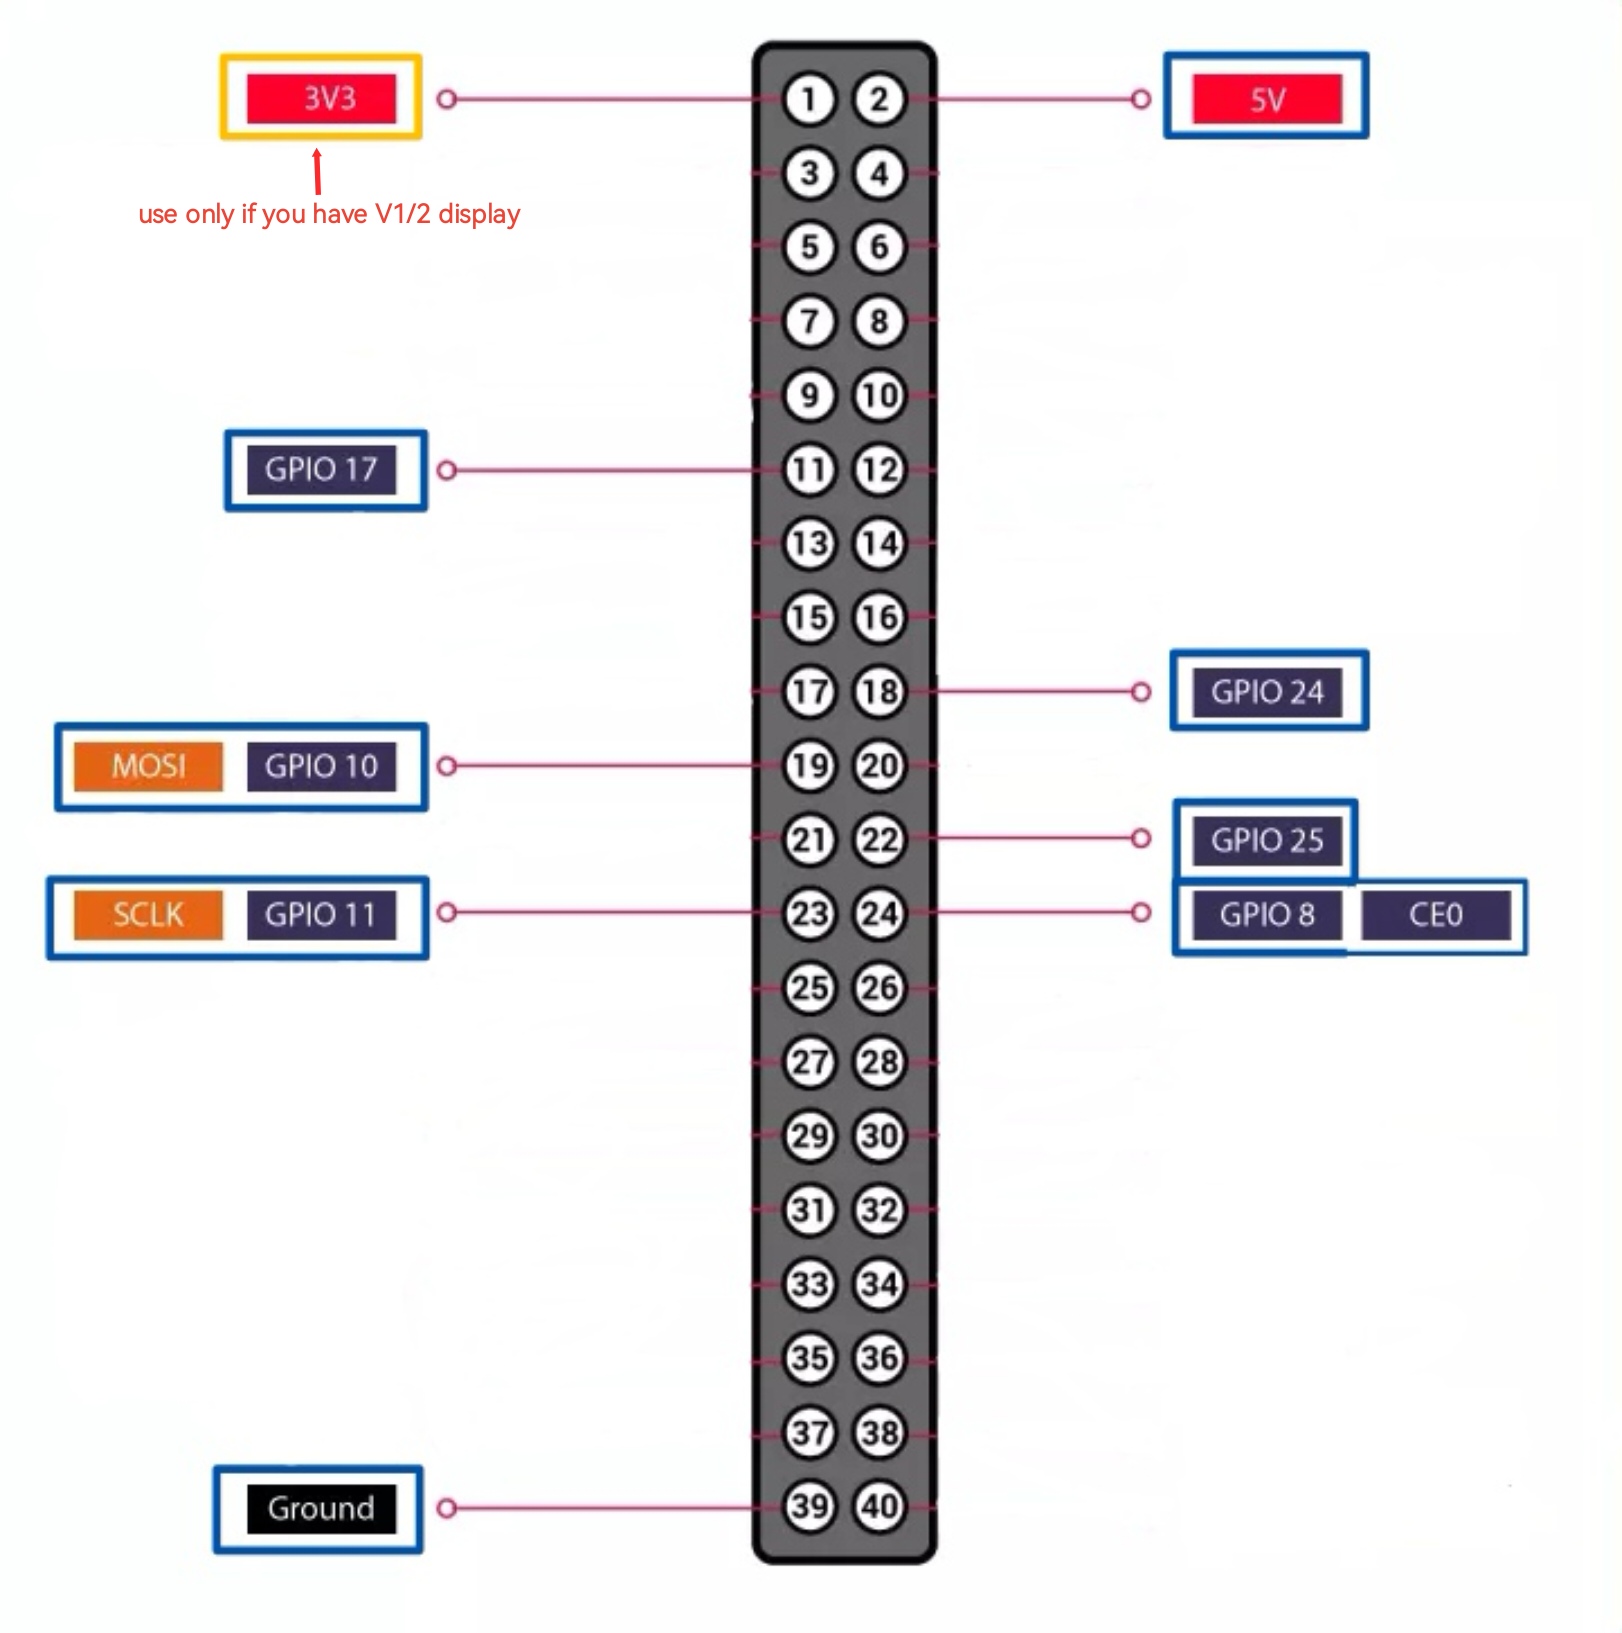 3V3 1 2 5V
use only if you have V1/2 display
3 4
5 6
7 8
9 10
GPIO 17 11 12
13 14
15 16
17 18 GPIO 24
MOSI GPIO 10 19 20
21 22 GPIO 25
SCLK GPIO 11 23 24 GPIO 8 CE0
25 26
27 28
29 30
31 32
33 34
35 36
37 38
Ground 39 40